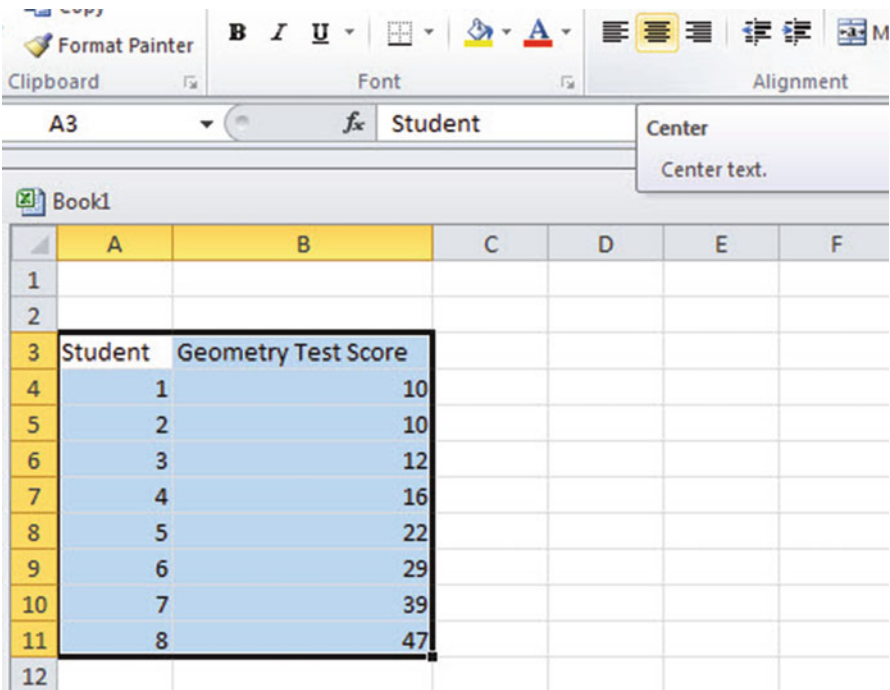 Copy
Format Painter
B I U A M
Clipboard Font Alignment
A3 fx Student
Center
Center text.
Book1
A B C D E F
1
2
3 Student Geometry Test Score
4 1 10
5 2 10
6 3 12
7 4 16
8 5 22
9 6 29
10 7 39
11 8 47
12